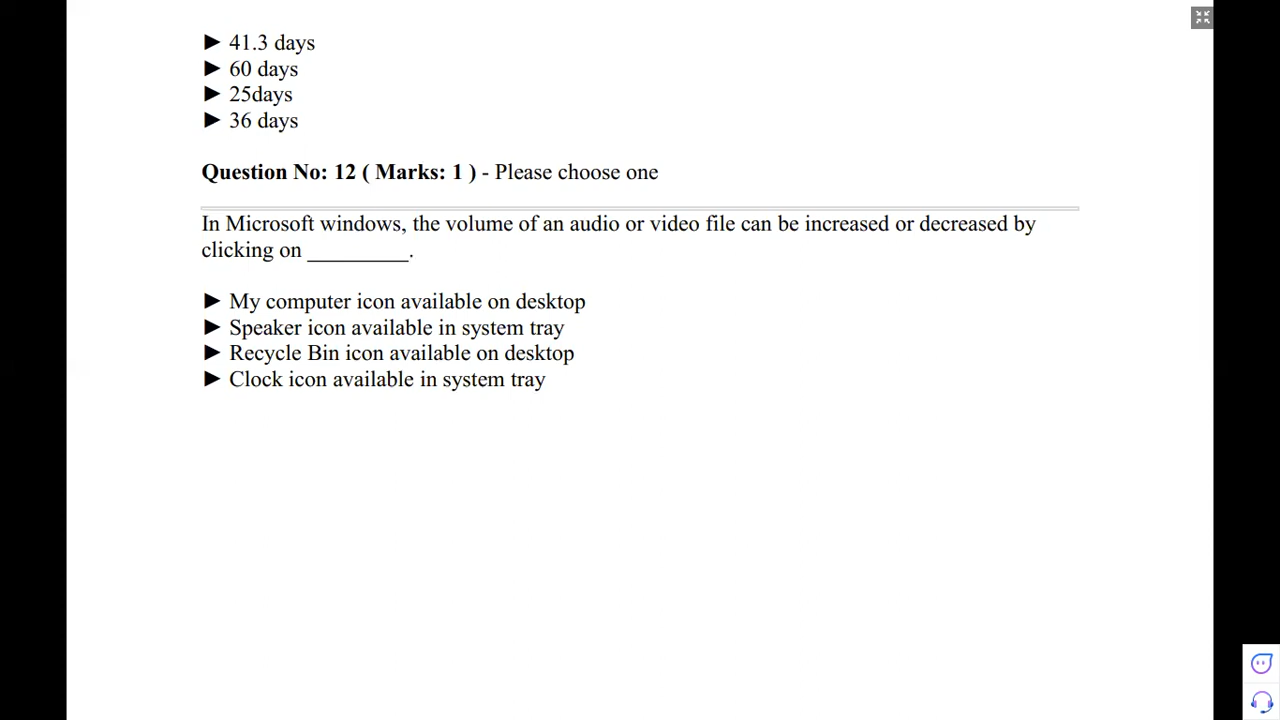 ► 41.3 days
► 60 days
► 25days
► 36 days
Question No: 12 ( Marks: 1 ) - Please choose one
In Microsoft windows, the volume of an audio or video file can be increased or decreased by
clicking on _________.
► My computer icon available on desktop
► Speaker icon available in system tray
► Recycle Bin icon available on desktop
► Clock icon available in system tray